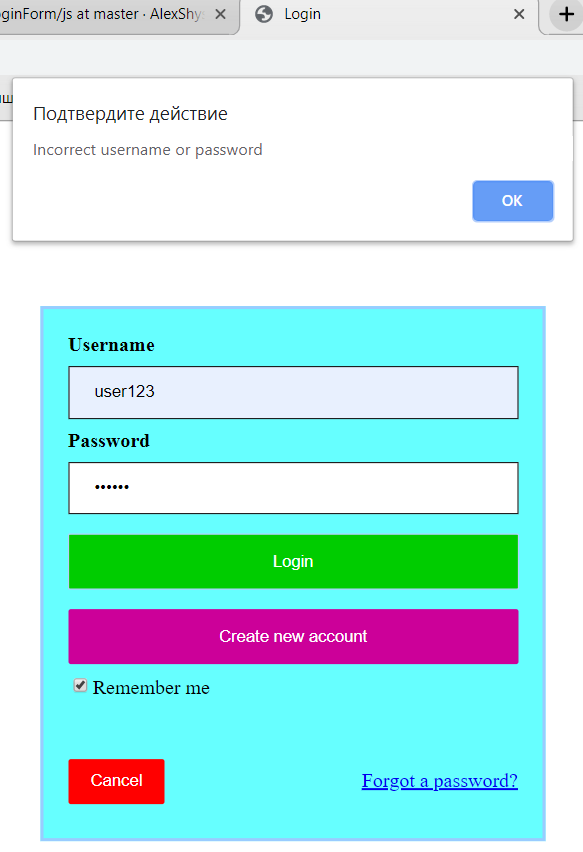 oginForm/js at master · AlexShy
Login
Подтвердите действие
Incorrect username or password
OK
Username
user123
Password
••••••
Login
Create new account
Remember me
Cancel
Forgot a password?